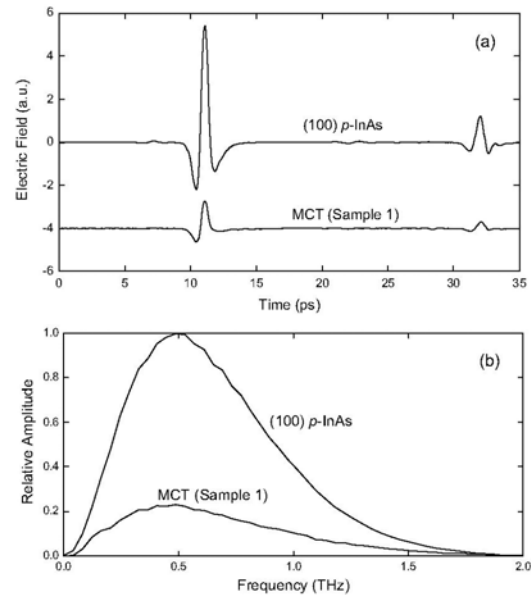 (a)
6
4
2
0
-2
-4
-6
Electric Field (a.u.)
(100) p-InAs
MCT (Sample 1)
0 5 10 15 20 25 30 35
Time (ps)
(b)
1.0
0.8
0.6
0.4
0.2
0.0
Relative Amplitude
(100) p-InAs
MCT (Sample 1)
0.0 0.5 1.0 1.5 2.0
Frequency (THz)